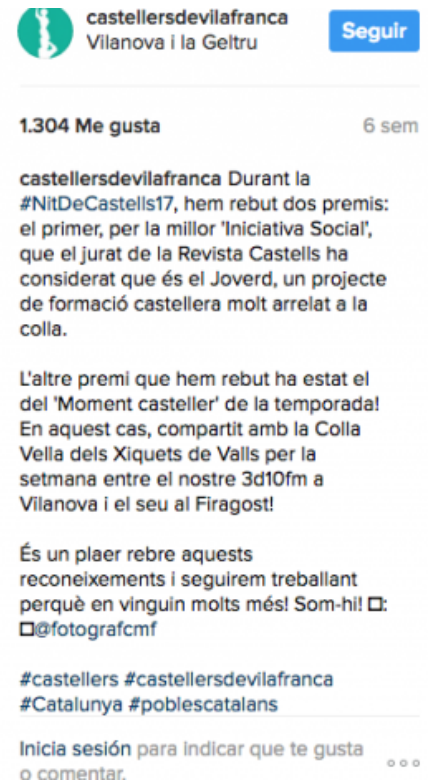 castellersdevilafranca
Vilanova i la Geltru
Seguir
1.304 Me gusta
6 sem
castellersdevilafranca Durant la
#NitDeCastells17, hem rebut dos premis:
el primer, per la millor 'Iniciativa Social',
que el jurat de la Revista Castells ha
considerat que és el Joverd, un projecte
de formació castellera molt arrelat a la
colla.
L'altre premi que hem rebut ha estat el
del 'Moment casteller' de la temporada!
En aquest cas, compartit amb la Colla
Vella dels Xiquets de Valls per la
setmana entre el nostre 3d10fm a
Vilanova i el seu al Firagost!
És un plaer rebre aquests
reconeixements i seguirem treballant
perquè en vinguin molts més! Som-hi! □:
□@fotografcmf
#castellers #castellersdevilafranca
#Catalunya #poblescatalans
Inicia sesión para indicar que te gusta
o comentar.